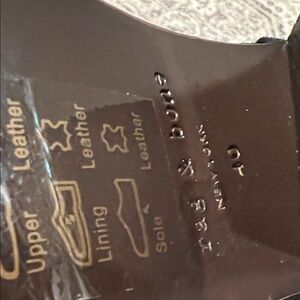 rag & bone
NEW YORK
40
Upper
Leather
Lining
Leather
Sole
Leather